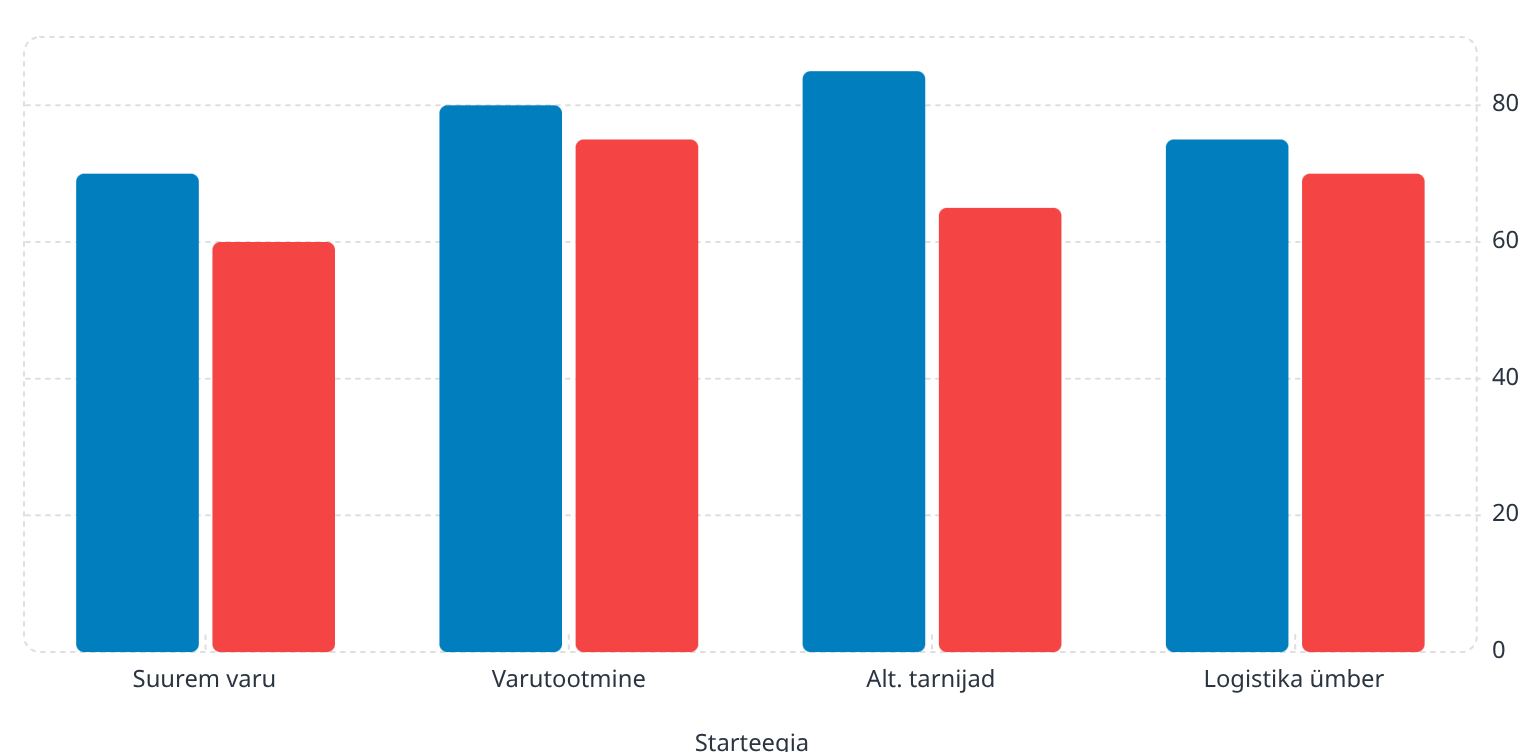 80
60
40
20
0
Suurem varu
Varutootmine
Alt. tarnijad
Logistika ümber
Starteegia